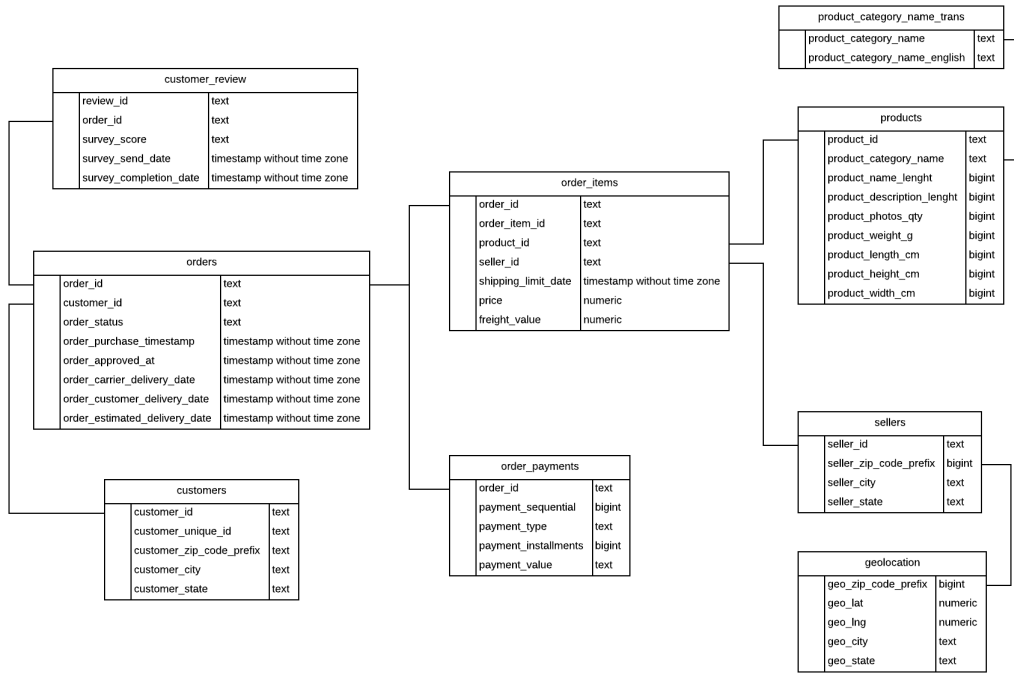 product_category_name_trans
product_category_name text
product_category_name_english text
customer_review
review_id text
order_id text
survey_score text
survey_send_date timestamp without time zone
survey_completion_date timestamp without time zone
products
product_id text
product_category_name text
product_name_lenght bigint
product_description_lenght bigint
product_photos_qty bigint
product_weight_g bigint
product_length_cm bigint
product_height_cm bigint
product_width_cm bigint
order_items
order_id text
order_item_id text
product_id text
seller_id text
shipping_limit_date timestamp without time zone
price numeric
freight_value numeric
orders
order_id text
customer_id text
order_status text
order_purchase_timestamp timestamp without time zone
order_approved_at timestamp without time zone
order_carrier_delivery_date timestamp without time zone
order_customer_delivery_date timestamp without time zone
order_estimated_delivery_date timestamp without time zone
sellers
seller_id text
seller_zip_code_prefix bigint
seller_city text
seller_state text
order_payments
order_id text
payment_sequential bigint
payment_type text
payment_installments bigint
payment_value text
customers
customer_id text
customer_unique_id text
customer_zip_code_prefix text
customer_city text
customer_state text
geolocation
geo_zip_code_prefix bigint
geo_lat numeric
geo_lng numeric
geo_city text
geo_state text